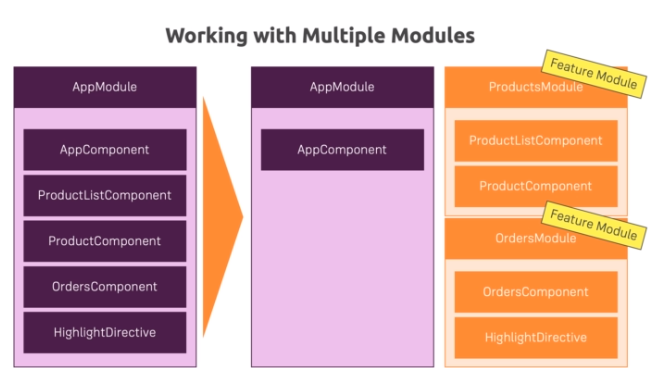 Working with Multiple Modules
AppModule
AppComponent
ProductListComponent
ProductComponent
OrdersComponent
HighlightDirective
AppModule
AppComponent
Feature Module
ProductsModule
ProductListComponent
ProductComponent
Feature Module
OrdersModule
OrdersComponent
HighlightDirective